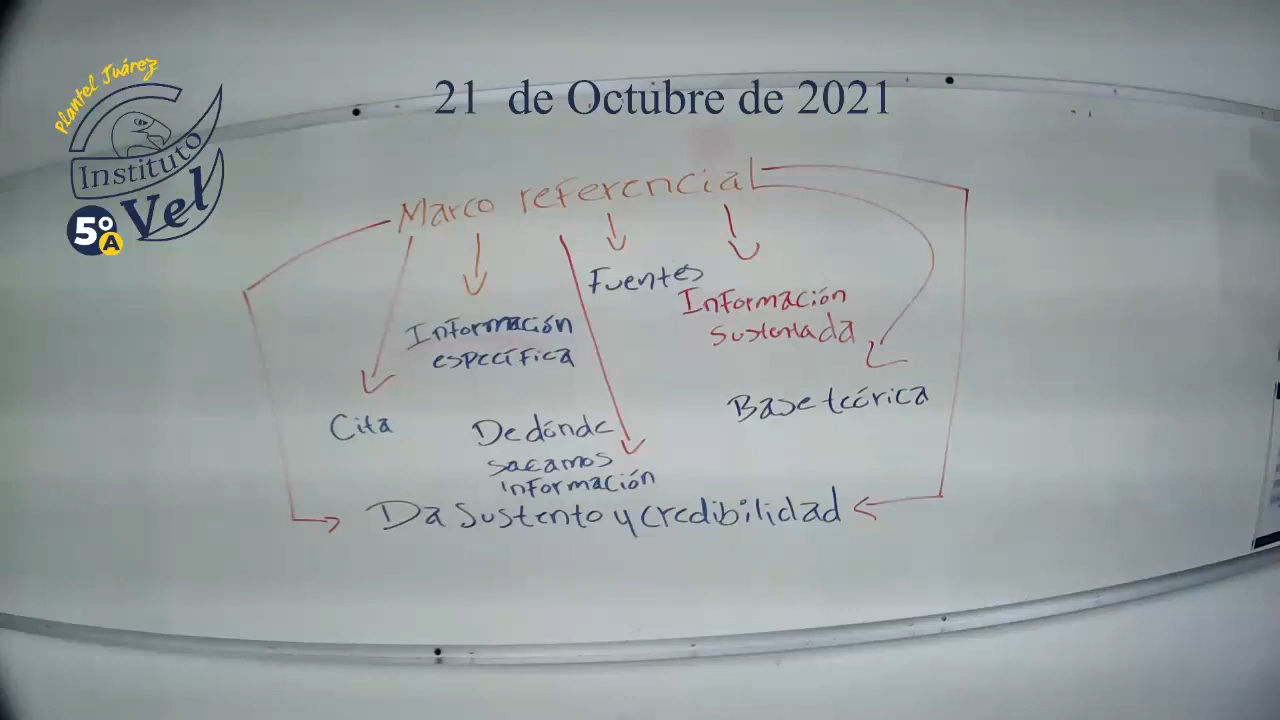 Plantel Juárez
Instituto
Vel
5º
A
21 de Octubre de 2021
Marco referencial
Fuentes
Información
sustentada
Información
específica
Base teórica
Cita
De dónde
sacamos
información
Da sustento y credibilidad